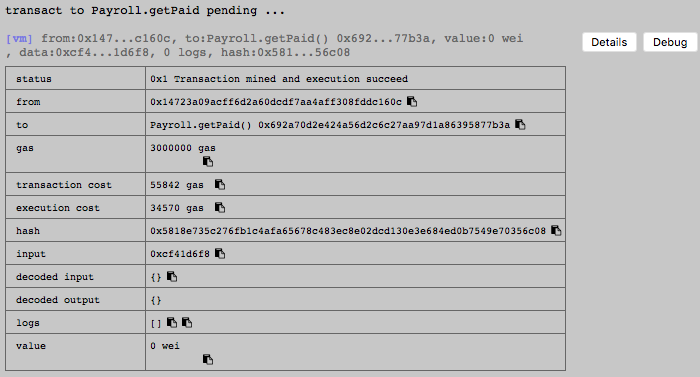 transact to Payroll.getPaid pending ...
[vm] from:0x147...c160c, to:Payroll.getPaid() 0x692...77b3a, value:0 wei
, data:0xcf4...1d6f8, 0 logs, hash:0x581...56c08
Details
Debug
status 0x1 Transaction mined and execution succeed
from 0x14723a09acff6d2a60dcdf7aa4aff308fddc160c
to Payroll.getPaid() 0x692a70d2e424a56d2c6c27aa97d1a86395877b3a
gas 3000000 gas
transaction cost 55842 gas
execution cost 34570 gas
hash 0x5818e735c276fb1c4afa65678c483ec8e02dcd130e3e684ed0b7549e70356c08
input 0xcf41d6f8
decoded input {}
decoded output {}
logs []
value 0 wei